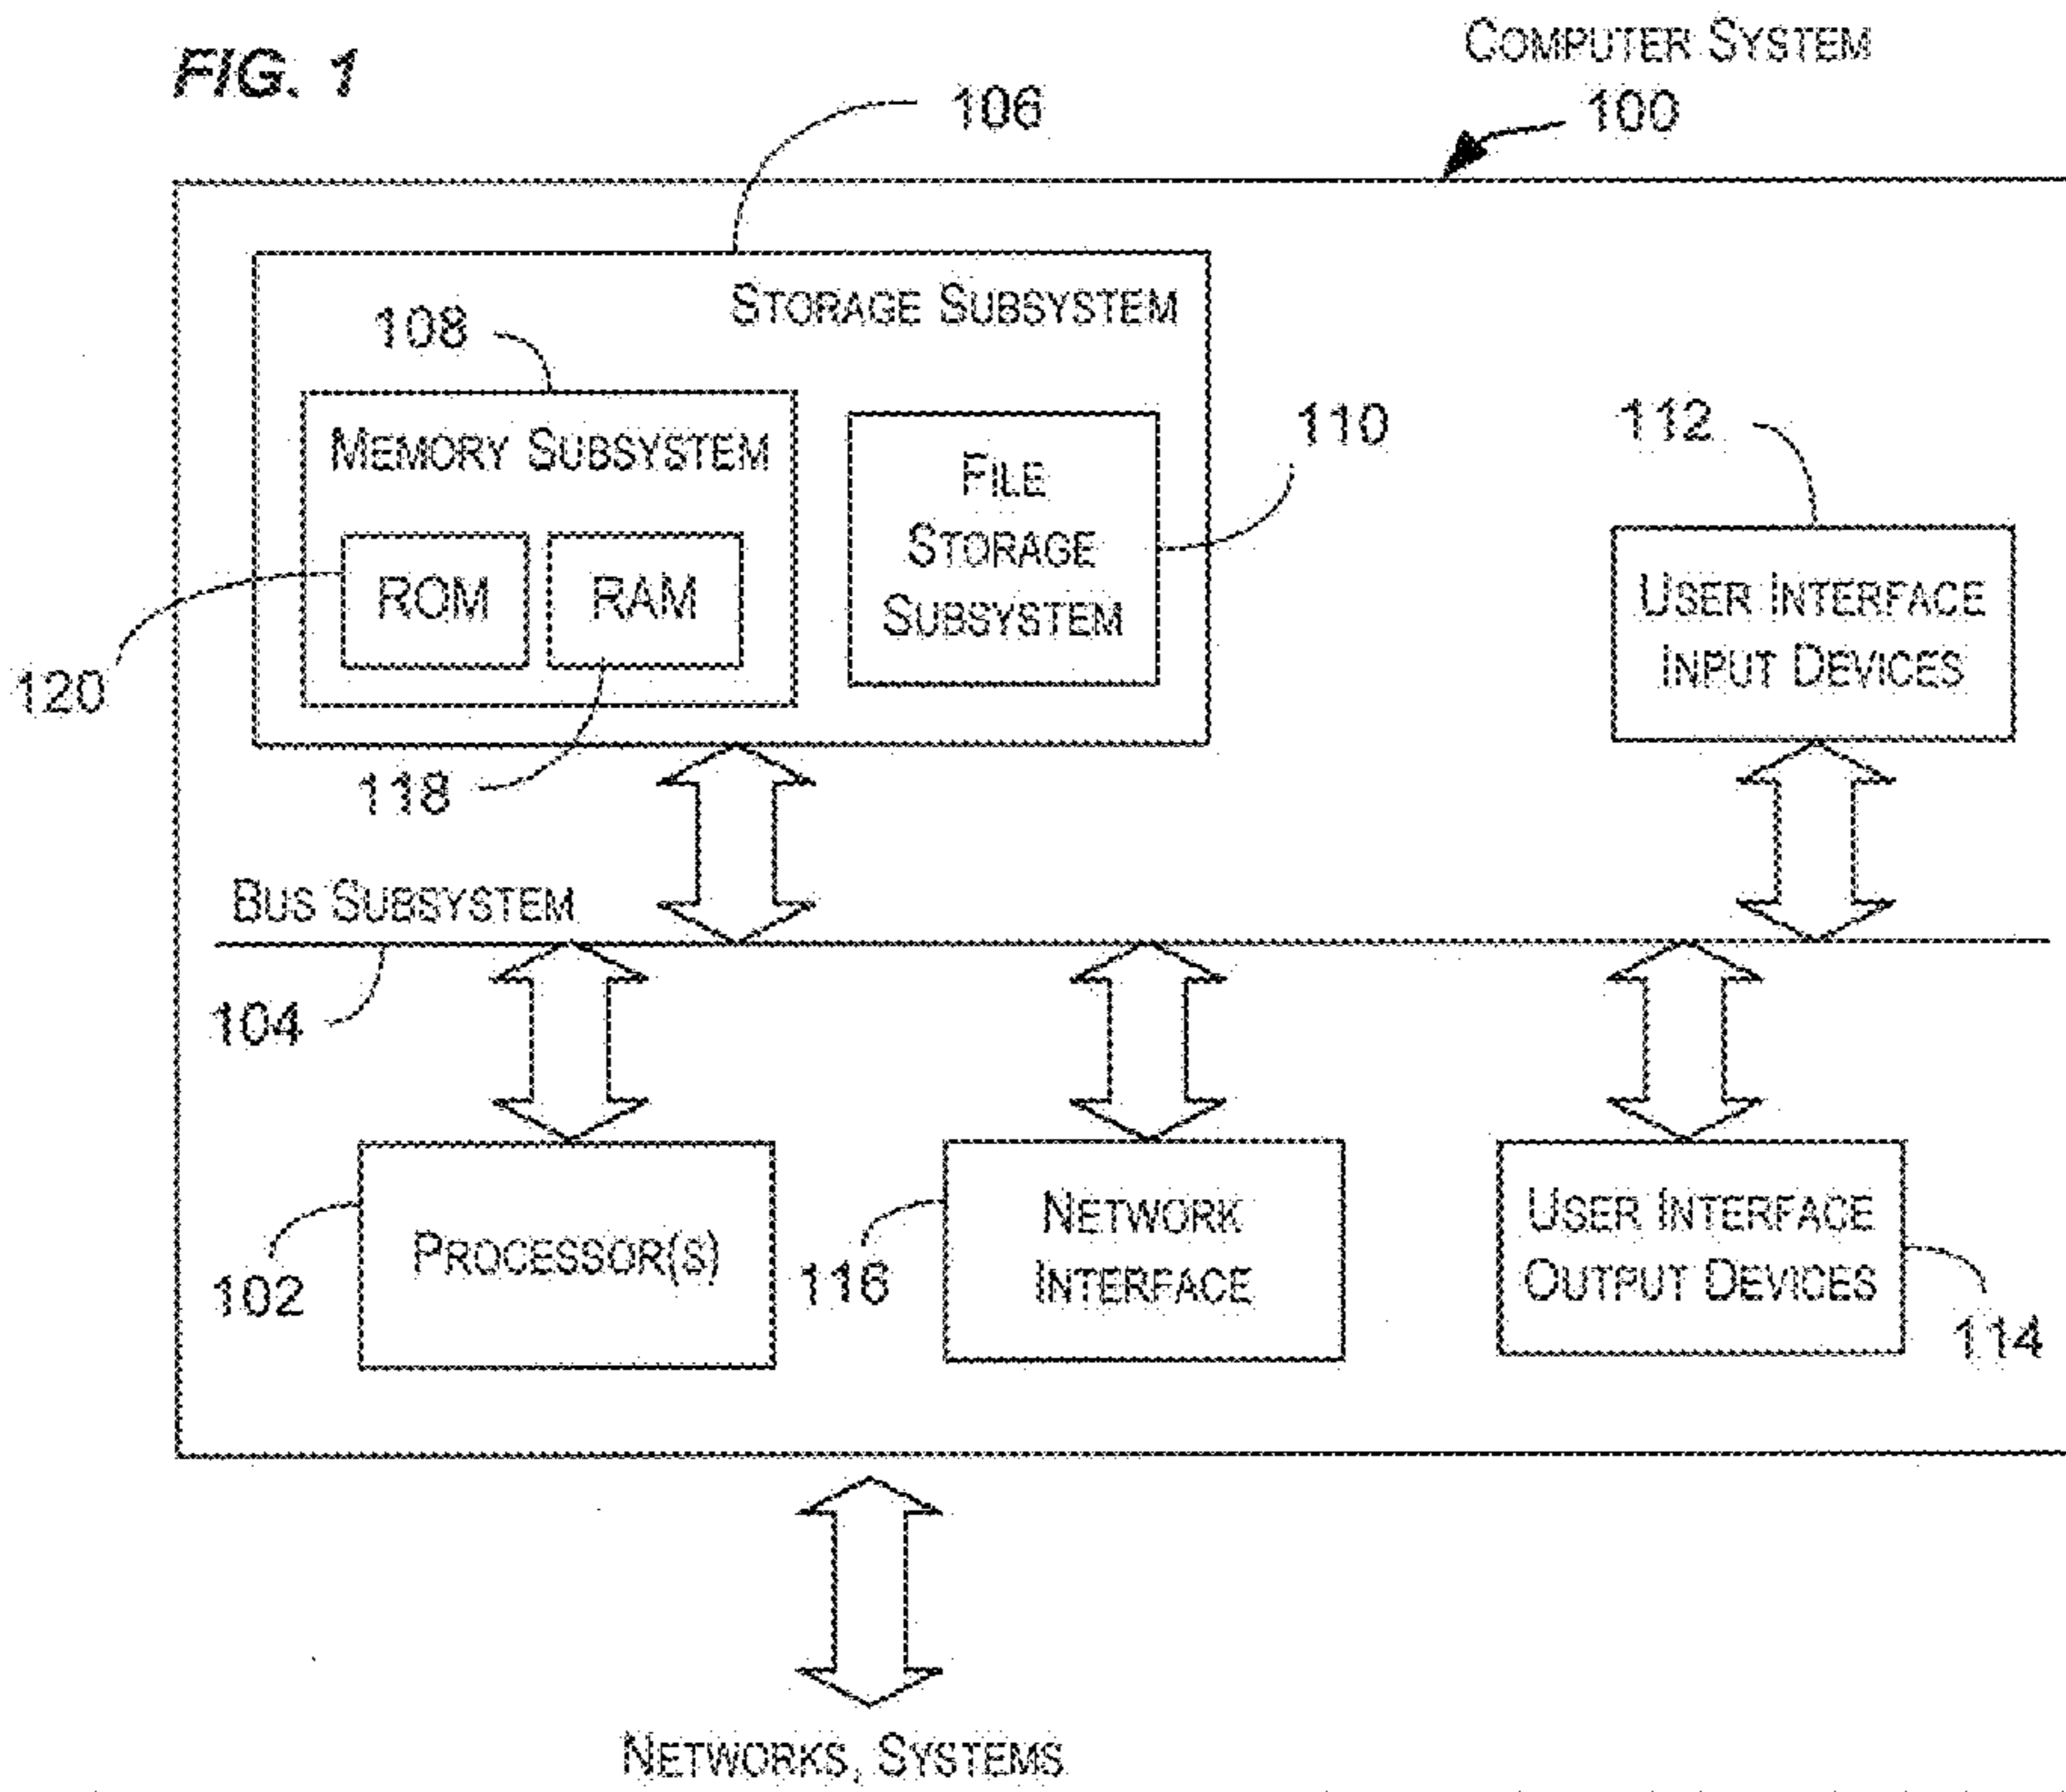 FIG. 1
COMPUTER SYSTEM
100
106
STORAGE SUBSYSTEM
108
MEMORY SUBSYSTEM
ROM
RAM
120
118
FILE
STORAGE
SUBSYSTEM
110
112
USER INTERFACE
INPUT DEVICES
BUS SUBSYSTEM
104
PROCESSOR(S)
102
NETWORK
INTERFACE
116
USER INTERFACE
OUTPUT DEVICES
114
NETWORKS, SYSTEMS